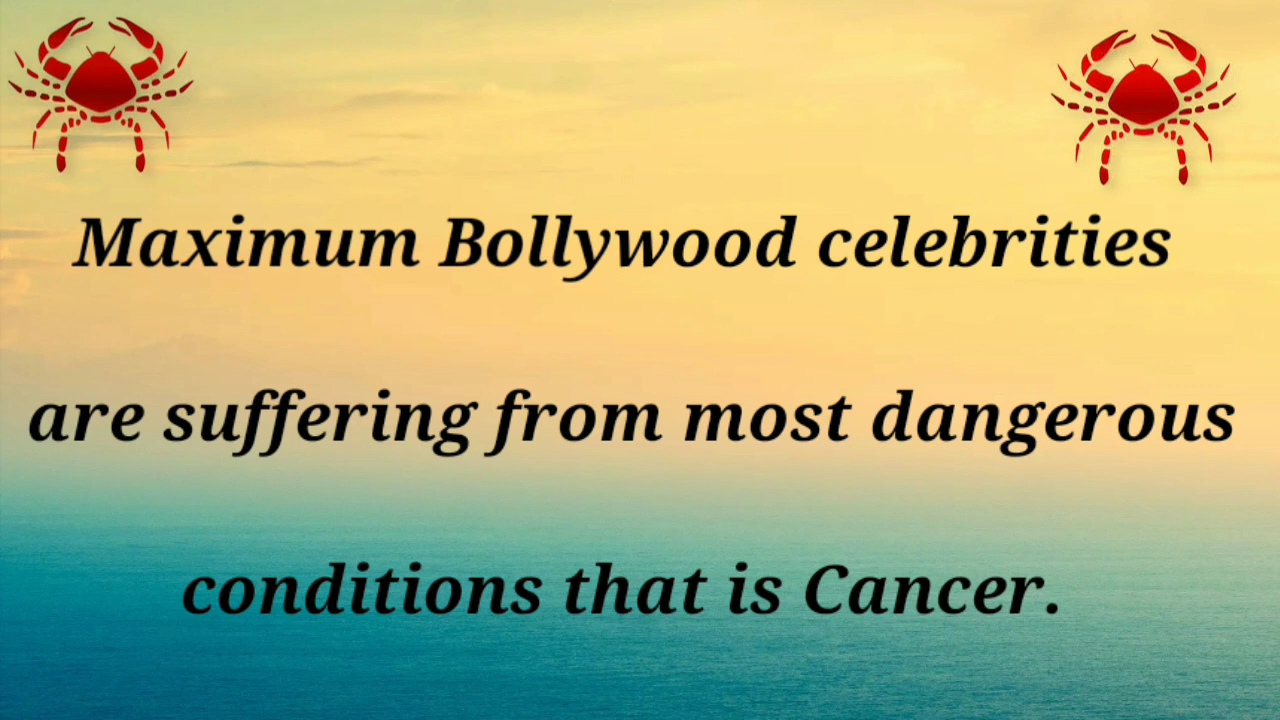 Maximum Bollywood celebrities
are suffering from most dangerous
conditions that is Cancer.